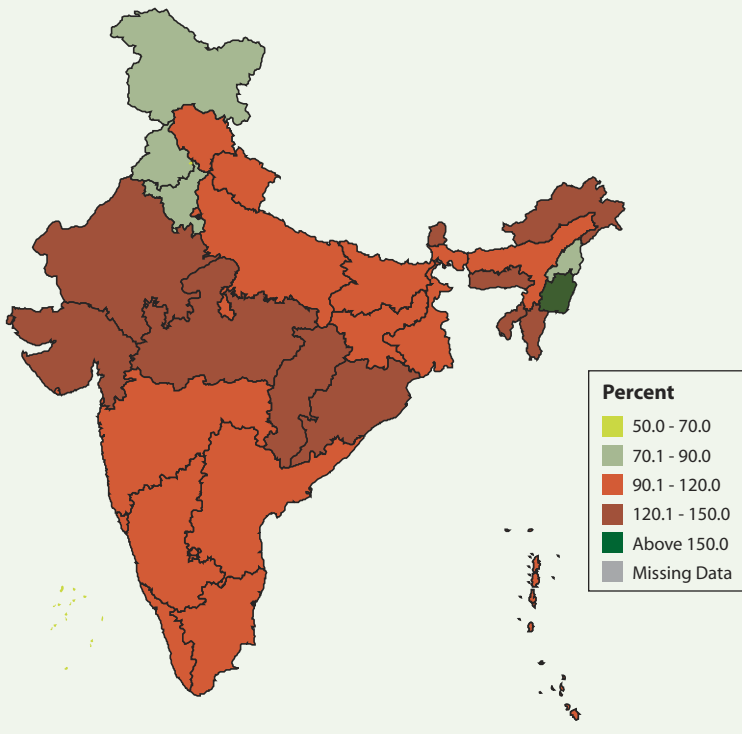 Percent
50.0 - 70.0
70.1 - 90.0
90.1 - 120.0
120.1 - 150.0
Above 150.0
Missing Data